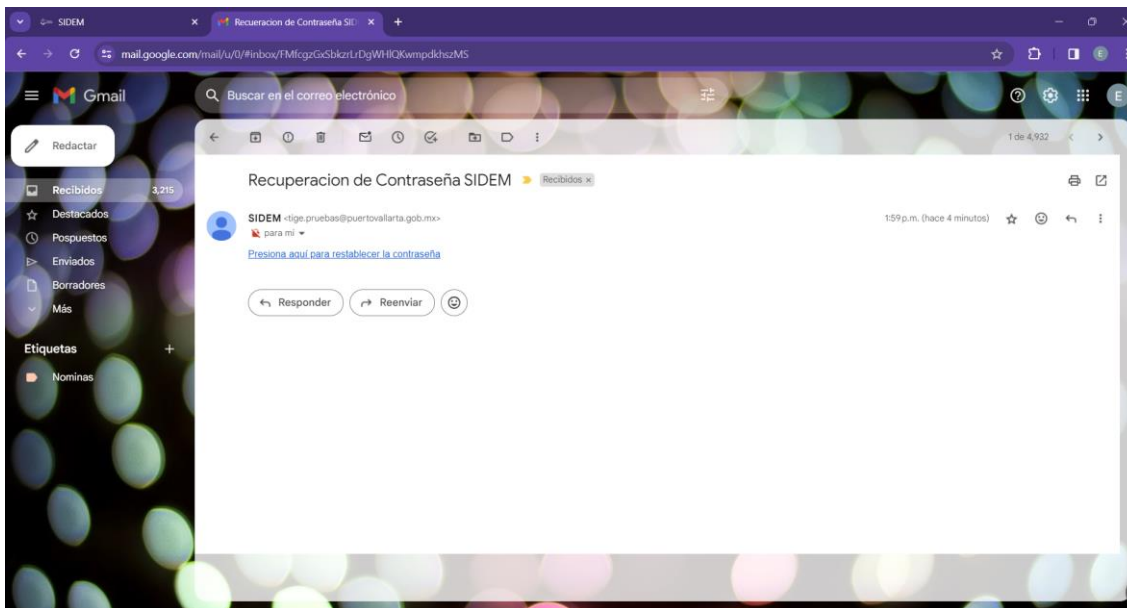 SIDEM
Recueracion de Contraseña SID
mail.google.com/mail/u/0/#inbox/FMfcgzGxSbkzrLrDgWHlQKwmpdkhszMS
E
Gmail
Buscar en el correo electrónico
E
Redactar
1 de 4,932
Recibidos 3,215
Destacados
Pospuestos
Enviados
Borradores
Más
Etiquetas +
Nominas
Recuperacion de Contraseña SIDEM Recibidos x
SIDEM <tige.pruebas@puertovallarta.gob.mx> 1:59 p.m. (hace 4 minutos)
para mí
Presiona aquí para restablecer la contraseña
Responder Reenviar